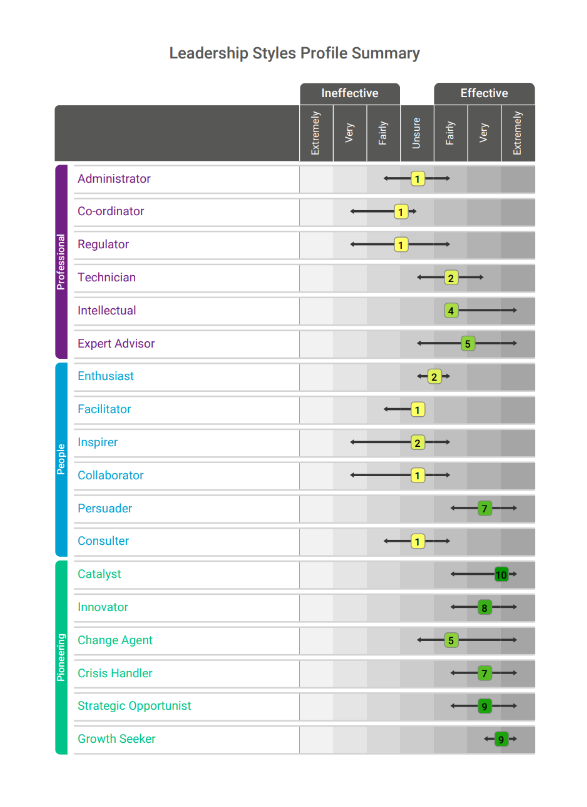 Leadership Styles Profile Summary
Ineffective Effective
Extremely Very Fairly Unsure Fairly Very Extremely
Professional
Administrator 1
Co-ordinator 1
Regulator 1
Technician 2
Intellectual 4
Expert Advisor 5
People
Enthusiast 2
Facilitator 1
Inspirer 2
Collaborator 1
Persuader 7
Consulter 1
Pioneering
Catalyst 10
Innovator 8
Change Agent 5
Crisis Handler 7
Strategic Opportunist 9
Growth Seeker 9